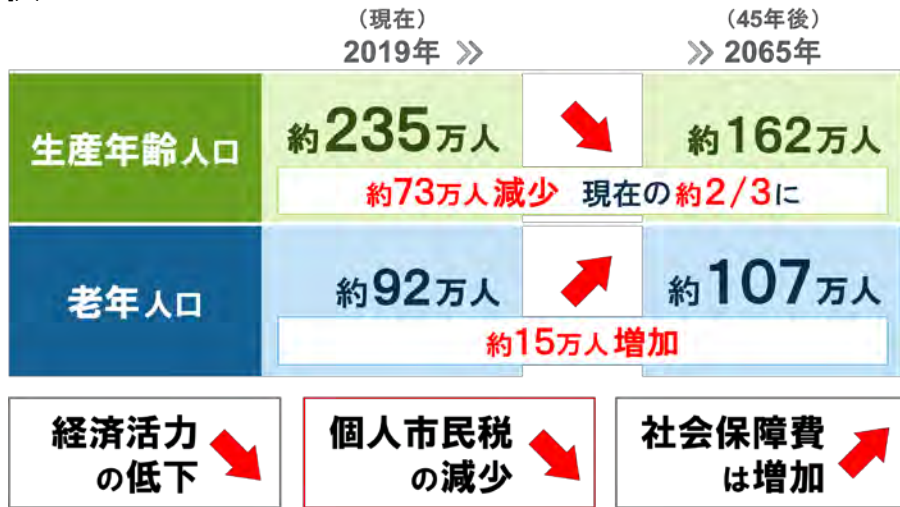 （現在）
（45年後）
2019年 ≫
≫ 2065年
生産年齢人口
約235万人
約162万人
約73万人減少 現在の約2/3に
老年人口
約92万人
約107万人
約15万人増加
経済活力
の低下
個人市民税
の減少
社会保障費
は増加